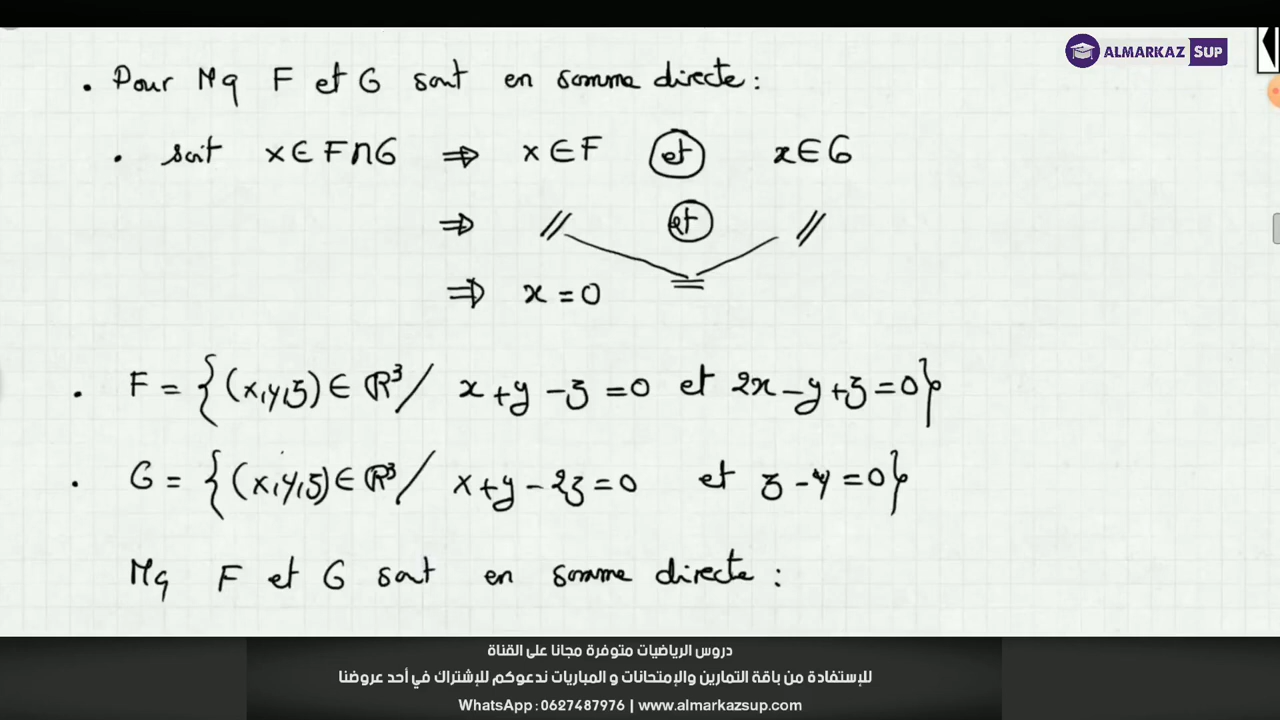 ALMARKAZ SUP
• Pour Mq F et G sont en somme directe :
• soit x ∈ F∩G ⇒ x ∈ F et x ∈ G
⇒ // et //
⇒ x = 0
• F = {(x,y,z) ∈ ℝ³ / x + y - z = 0 et 2x - y + z = 0}
• G = {(x,y,z) ∈ ℝ³ / x + y - 2z = 0 et z - y = 0}
Mq F et G sont en somme directe :
دروس الرياضيات متوفرة مجانا على القناة
للإستفادة من باقة التمارين والإمتحانات و المباريات ندعوكم للإشتراك في أحد عروضنا
WhatsApp : 0627487976 | www.almarkazsup.com